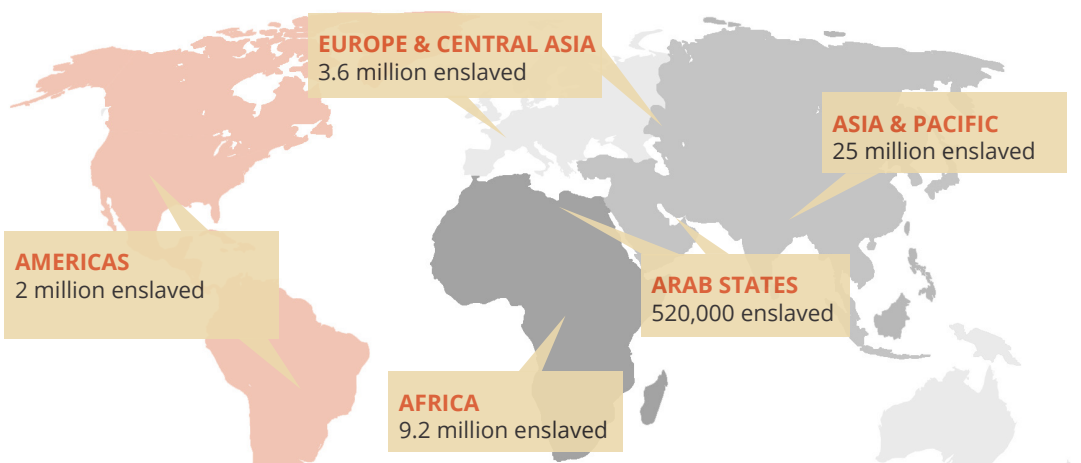 EUROPE & CENTRAL ASIA
3.6 million enslaved
ASIA & PACIFIC
25 million enslaved
AMERICAS
2 million enslaved
ARAB STATES
520,000 enslaved
AFRICA
9.2 million enslaved